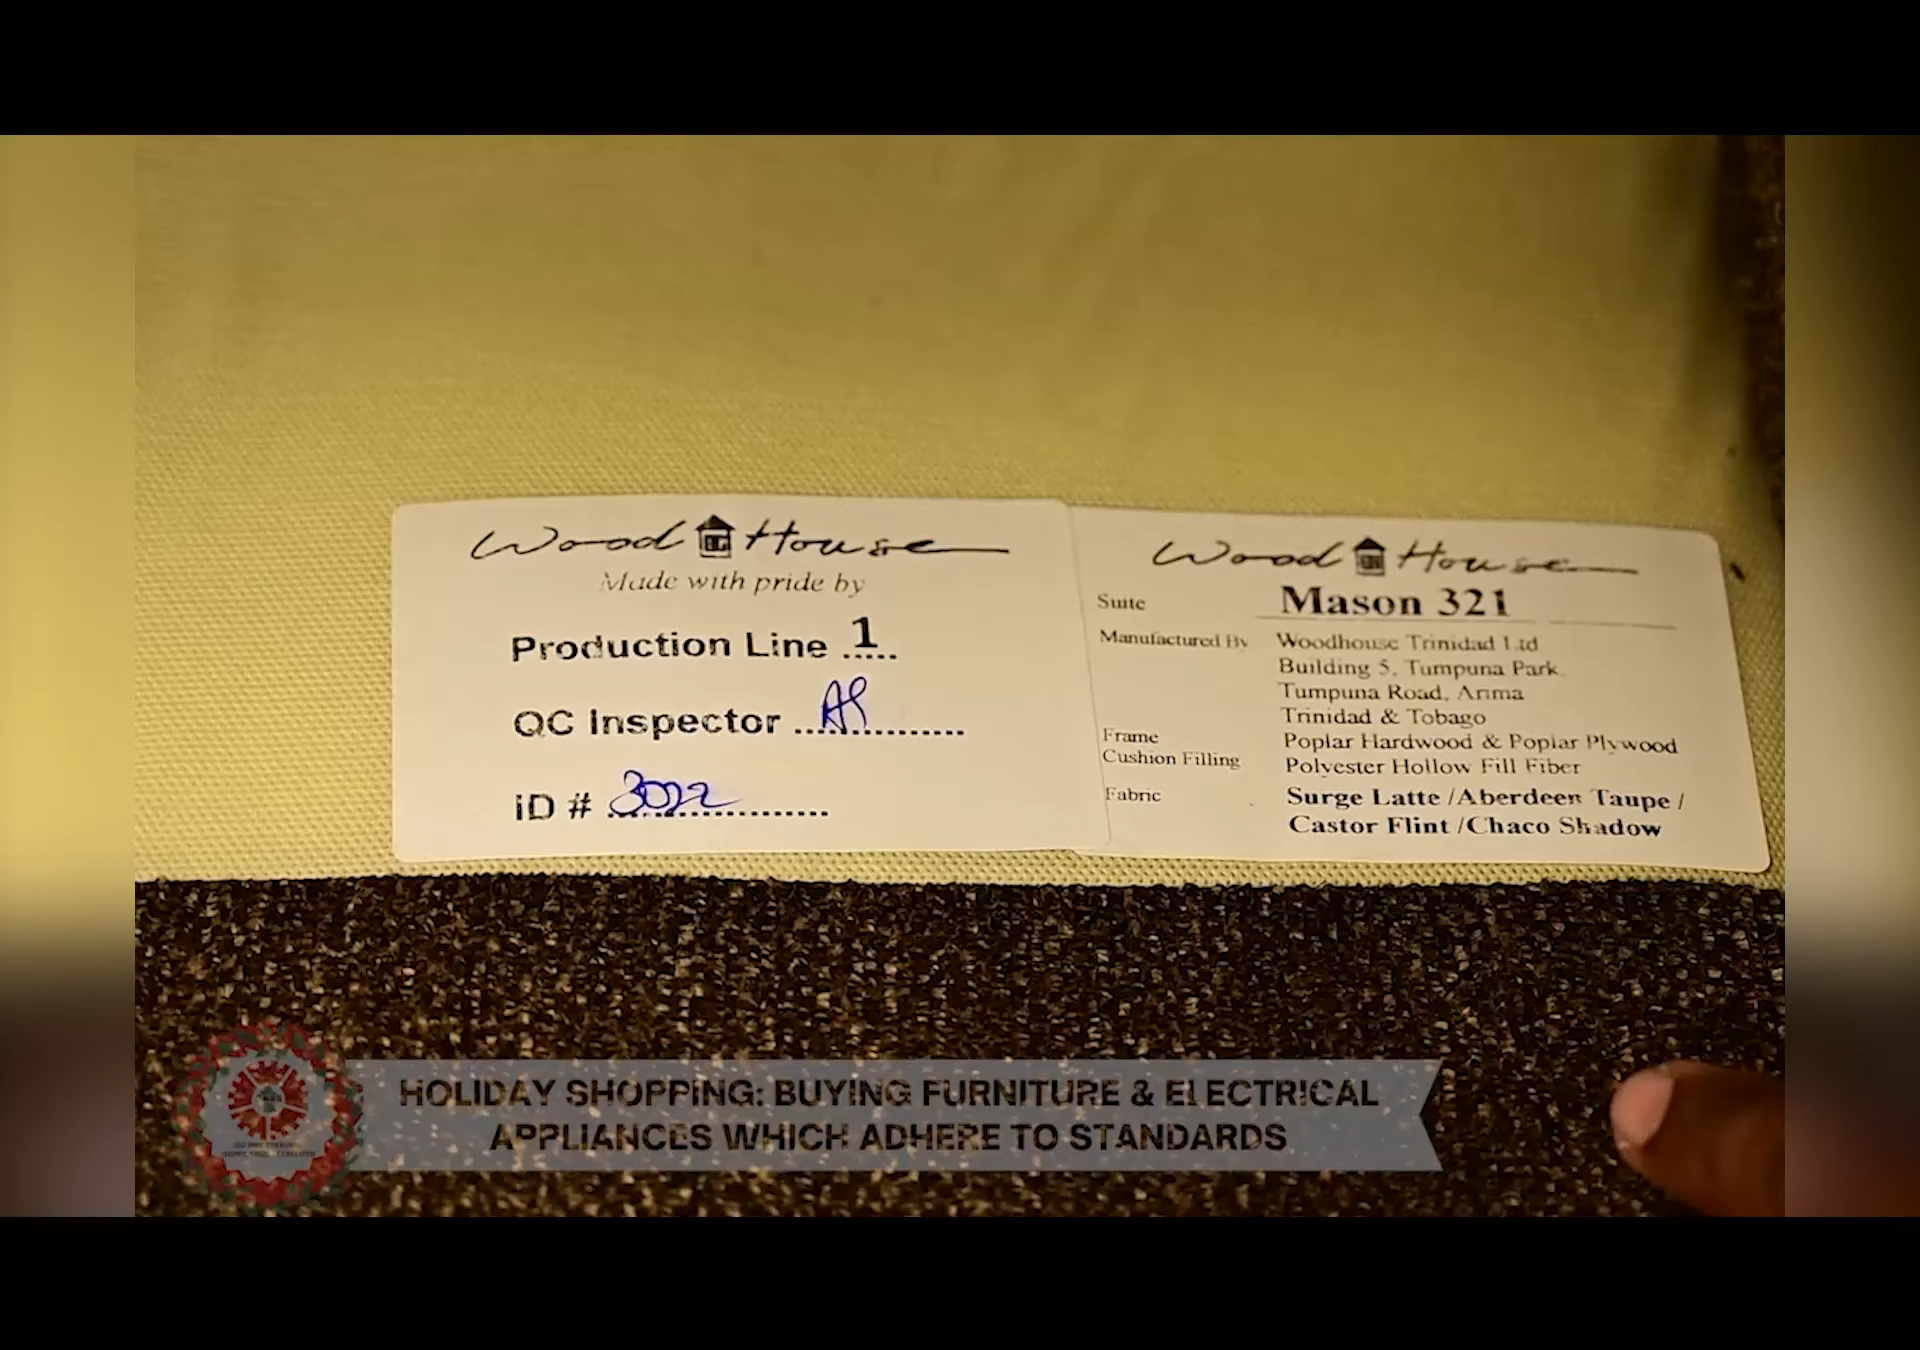 Wood House
Made with pride by
Production Line 1
QC Inspector
ID # 3022
Wood House
Suite Mason 321
Manufactured By Woodhouse Trinidad Ltd
Building 5, Tumpuna Park
Tumpuna Road, Arima
Trinidad & Tobago
Frame Poplar Hardwood & Poplar Plywood
Cushion Filling Polyester Hollow Fill Fiber
Fabric Surge Latte /Aberdeen Taupe /
Castor Flint /Chaco Shadow
HOLIDAY SHOPPING: BUYING FURNITURE & ELECTRICAL
APPLIANCES WHICH ADHERE TO STANDARDS